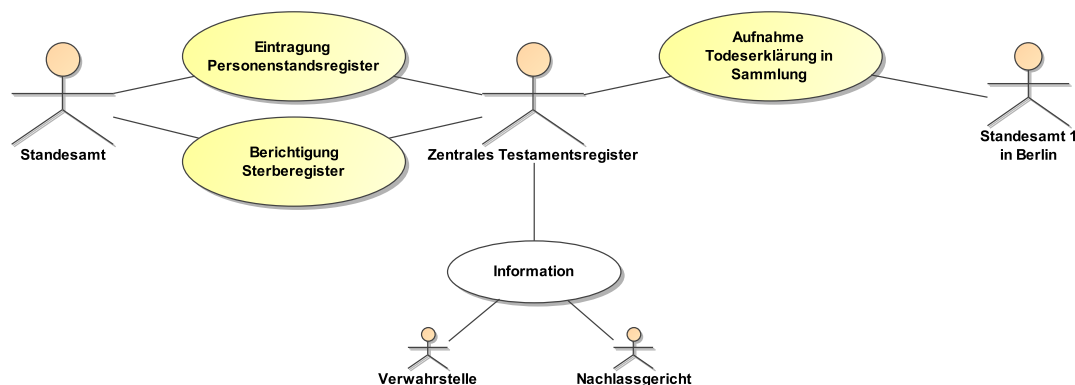 Eintragung
Personenstandsregister
Aufnahme
Todeserklärung in
Sammlung
Standesamt
Berichtigung
Sterberegister
Zentrales Testamentsregister
Standesamt 1
in Berlin
Information
Verwahrstelle
Nachlassgericht